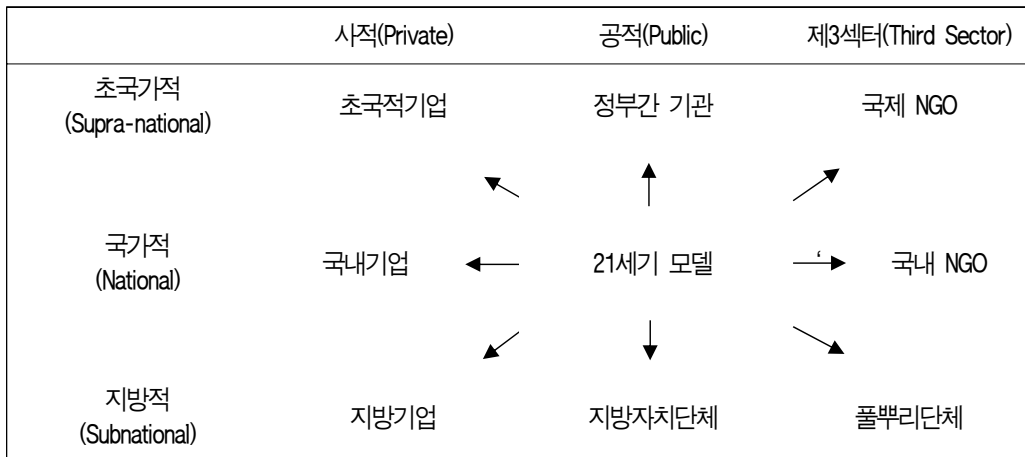 사적(Private) 공적(Public) 제3섹터(Third Sector)
초국가적
(Supra-national)
초국적기업 정부간 기관 국제 NGO
국가적
(National)
국내기업 21세기 모델 ‘ 국내 NGO
지방적
(Subnational)
지방기업 지방자치단체 풀뿌리단체